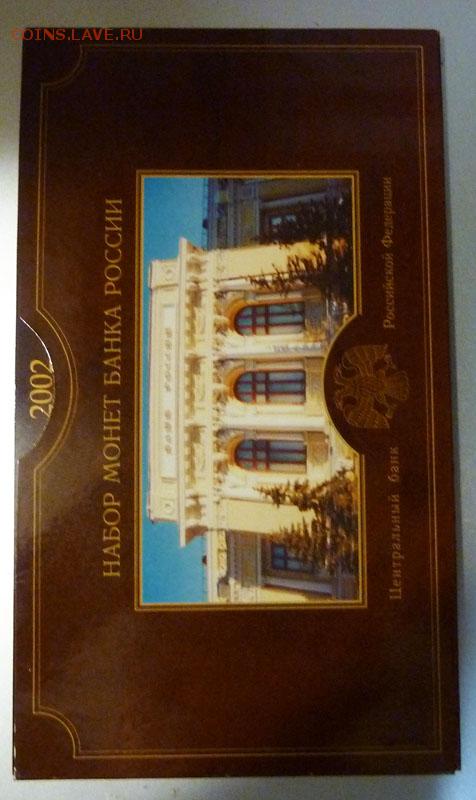 COINS.LAVE.RU
2002
НАБОР МОНЕТ БАНКА РОССИИ
Центральный банк Российской Федерации